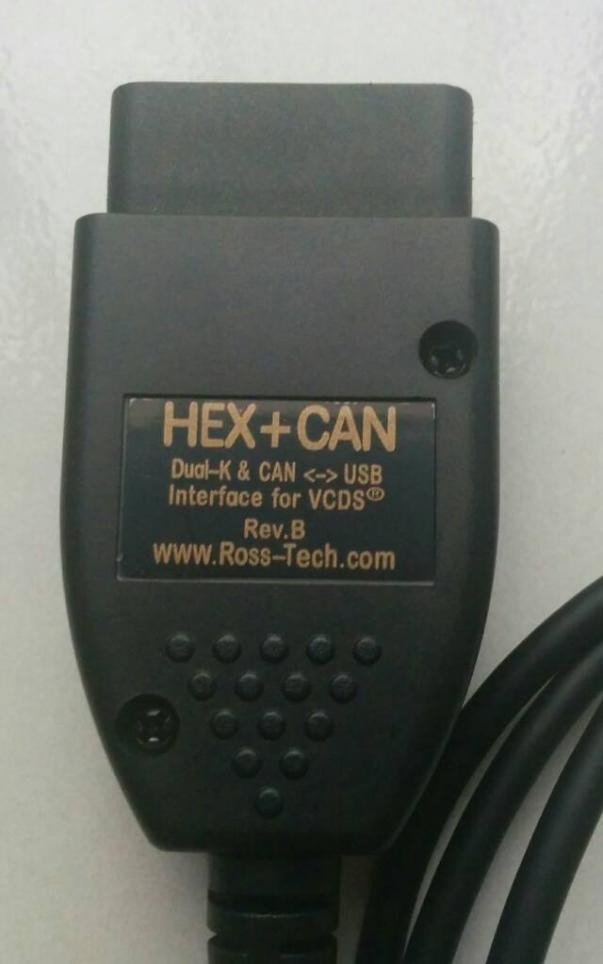 HEX+CAN
Dual-K & CAN <-> USB
Interface for VCDS®
Rev.B
www.Ross-Tech.com